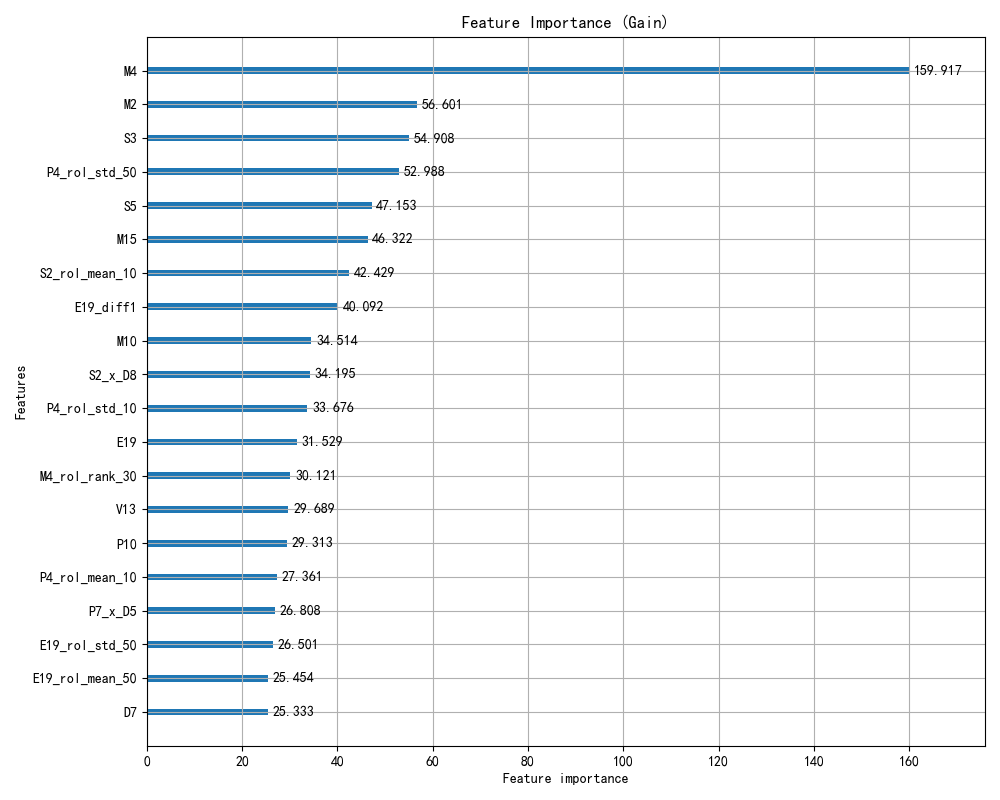 Feature Importance (Gain)
M4 159.917
M2 56.601
S3 54.908
P4_rol_std_50 52.988
S5 47.153
M15 46.322
S2_rol_mean_10 42.429
E19_diff1 40.092
M10 34.514
S2_x_D8 34.195
P4_rol_std_10 33.676
E19 31.529
M4_rol_rank_30 30.121
V13 29.689
P10 29.313
P4_rol_mean_10 27.361
P7_x_D5 26.808
E19_rol_std_50 26.501
E19_rol_mean_50 25.454
D7 25.333
Features
0 20 40 60 80 100 120 140 160
Feature importance